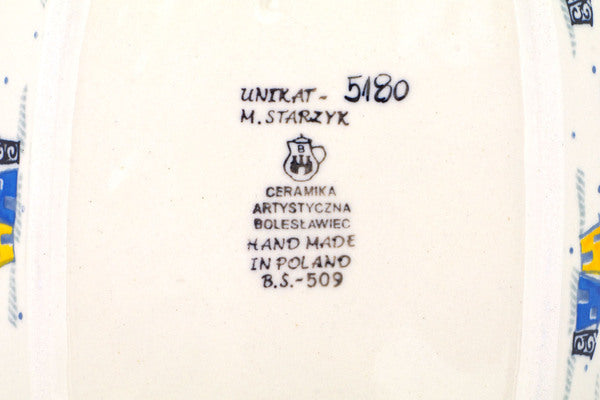 UNIKAT - 5180
M. STARZYK
B
CERAMIKA
ARTYSTYCZNA
BOLESŁAWIEC
HAND MADE
IN POLAND
B.Ś.-509